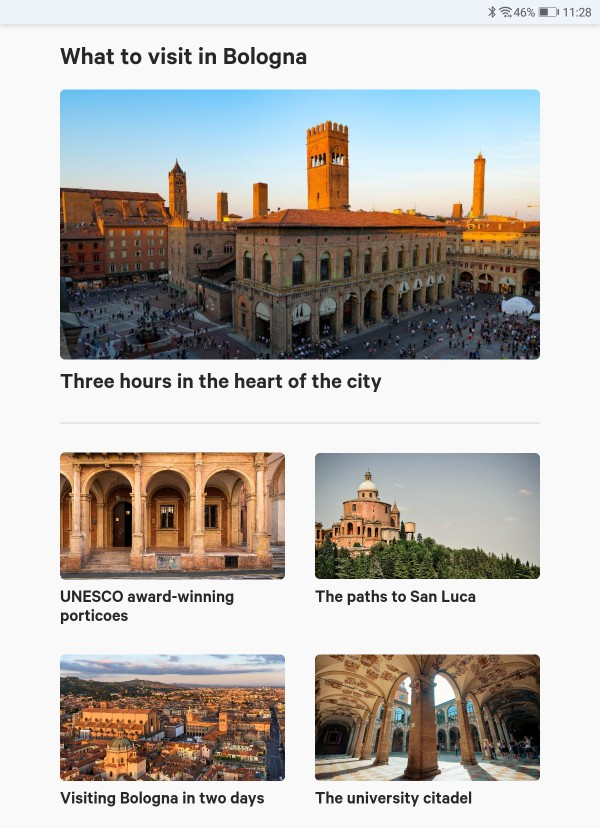 46% 11:28
What to visit in Bologna
Three hours in the heart of the city
UNESCO award-winning
porticoes
The paths to San Luca
Visiting Bologna in two days
The university citadel